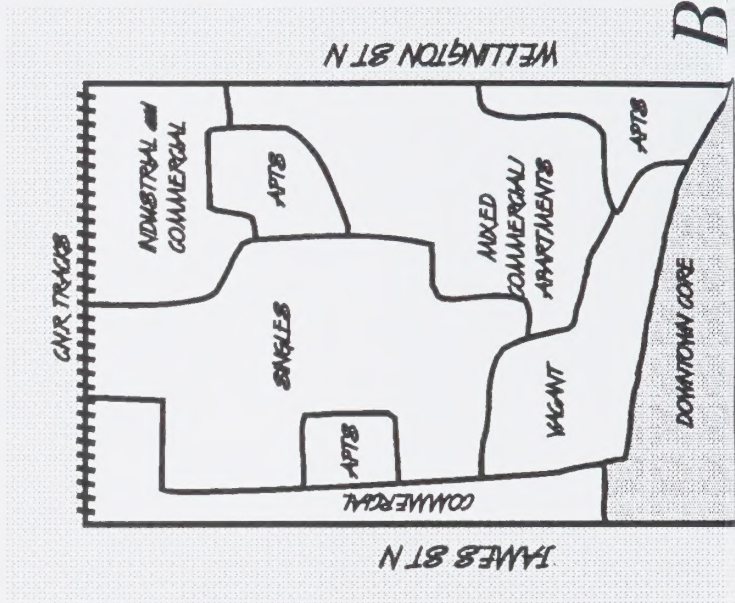 CNR TRACKS
INDUSTRIAL and
COMMERCIAL
APTS
SINGLES
APTS
COMMERCIAL
MIXED
COMMERCIAL/
APARTMENTS
APTS
VACANT
DOWNTOWN CORE
JAMES ST N
WELLINGTON ST N
B